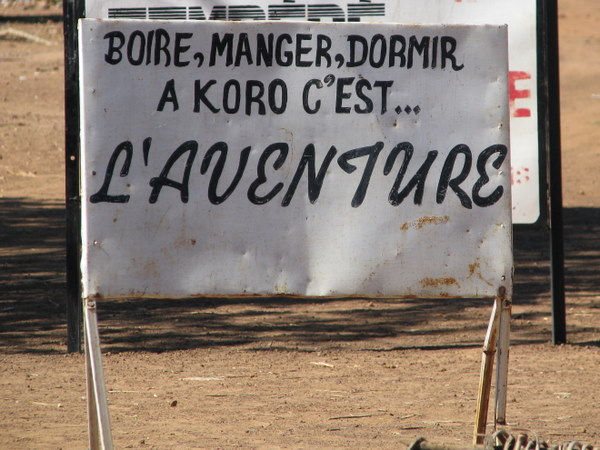 BOIRE,MANGER,DORMIR
A KORO C'EST...
L'AVENTURE